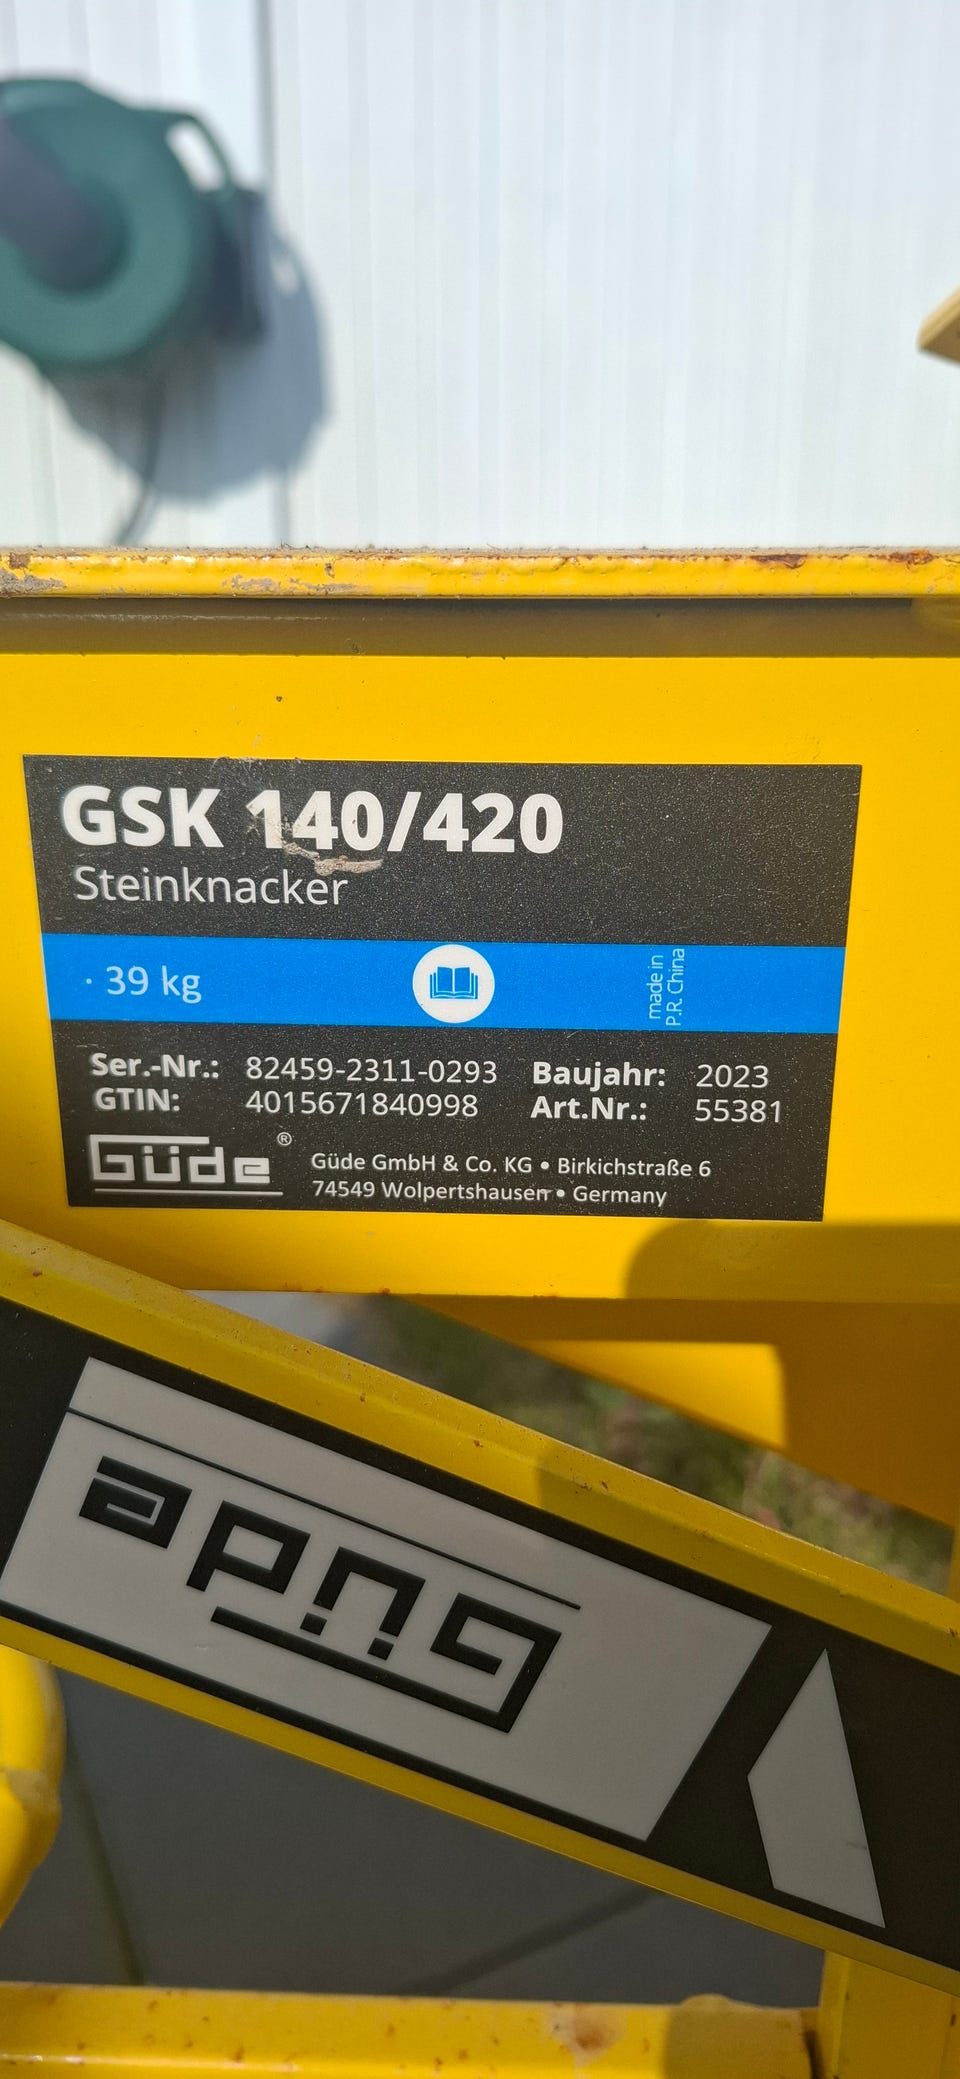 GSK 140/420
Steinknacker
· 39 kg
made in
P.R. China
Ser.-Nr.: 82459-2311-0293 Baujahr: 2023
GTIN: 4015671840998 Art.Nr.: 55381
Güde ®
Güde GmbH & Co. KG • Birkichstraße 6
74549 Wolpertshausen • Germany
Güde